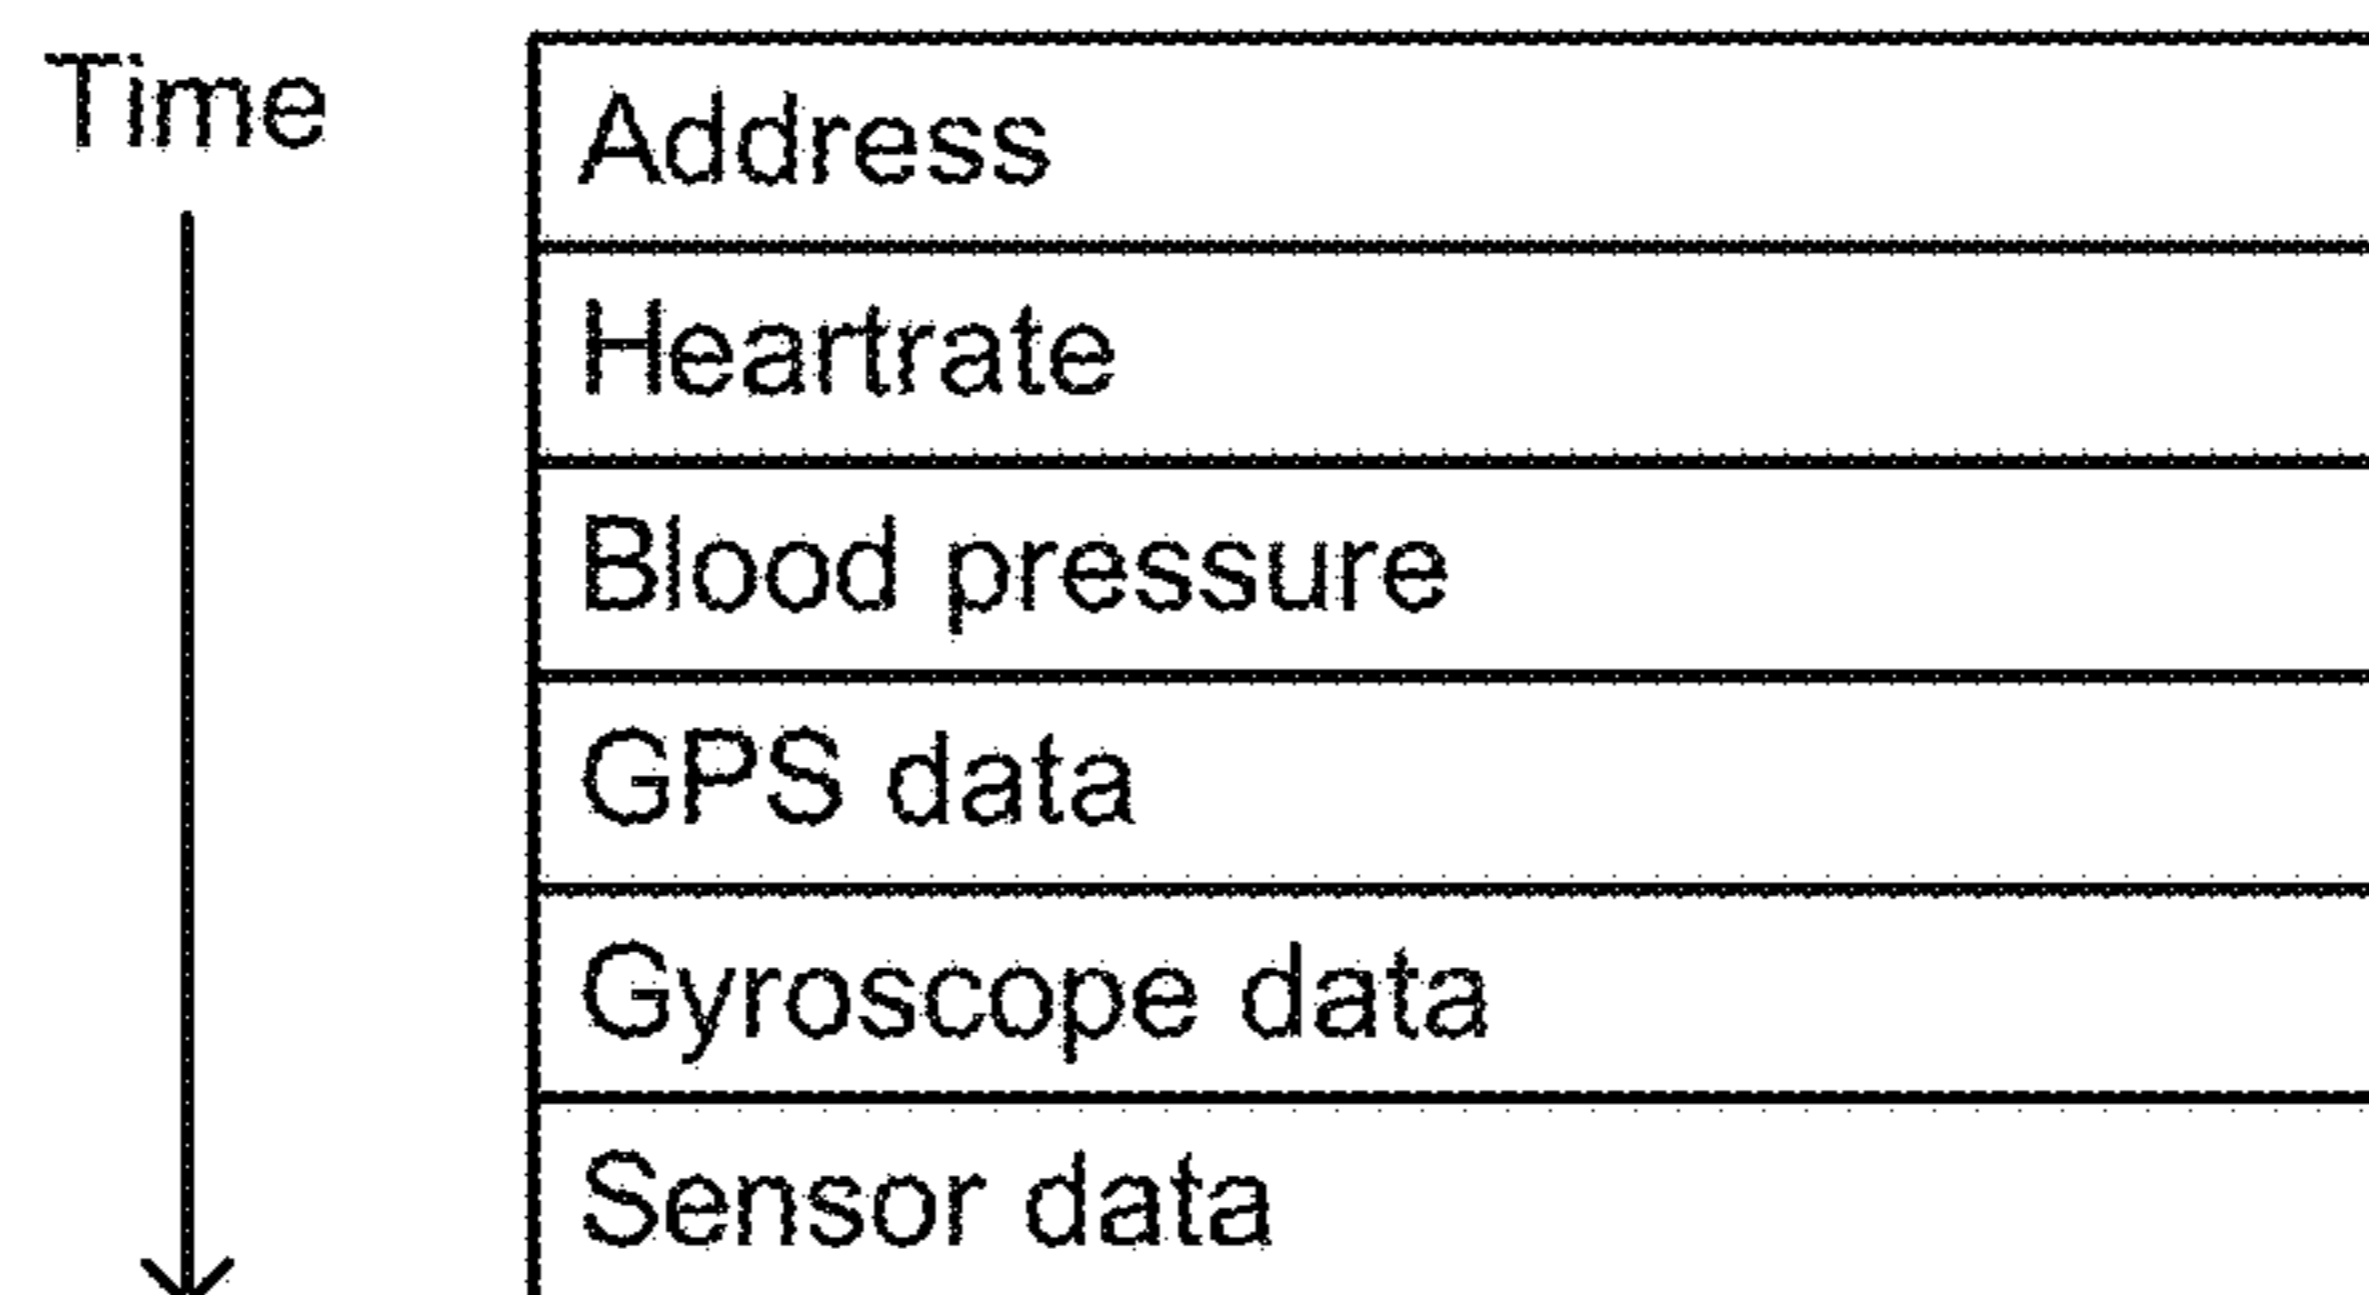 Time
Address
Heartrate
Blood pressure
GPS data
Gyroscope data
Sensor data